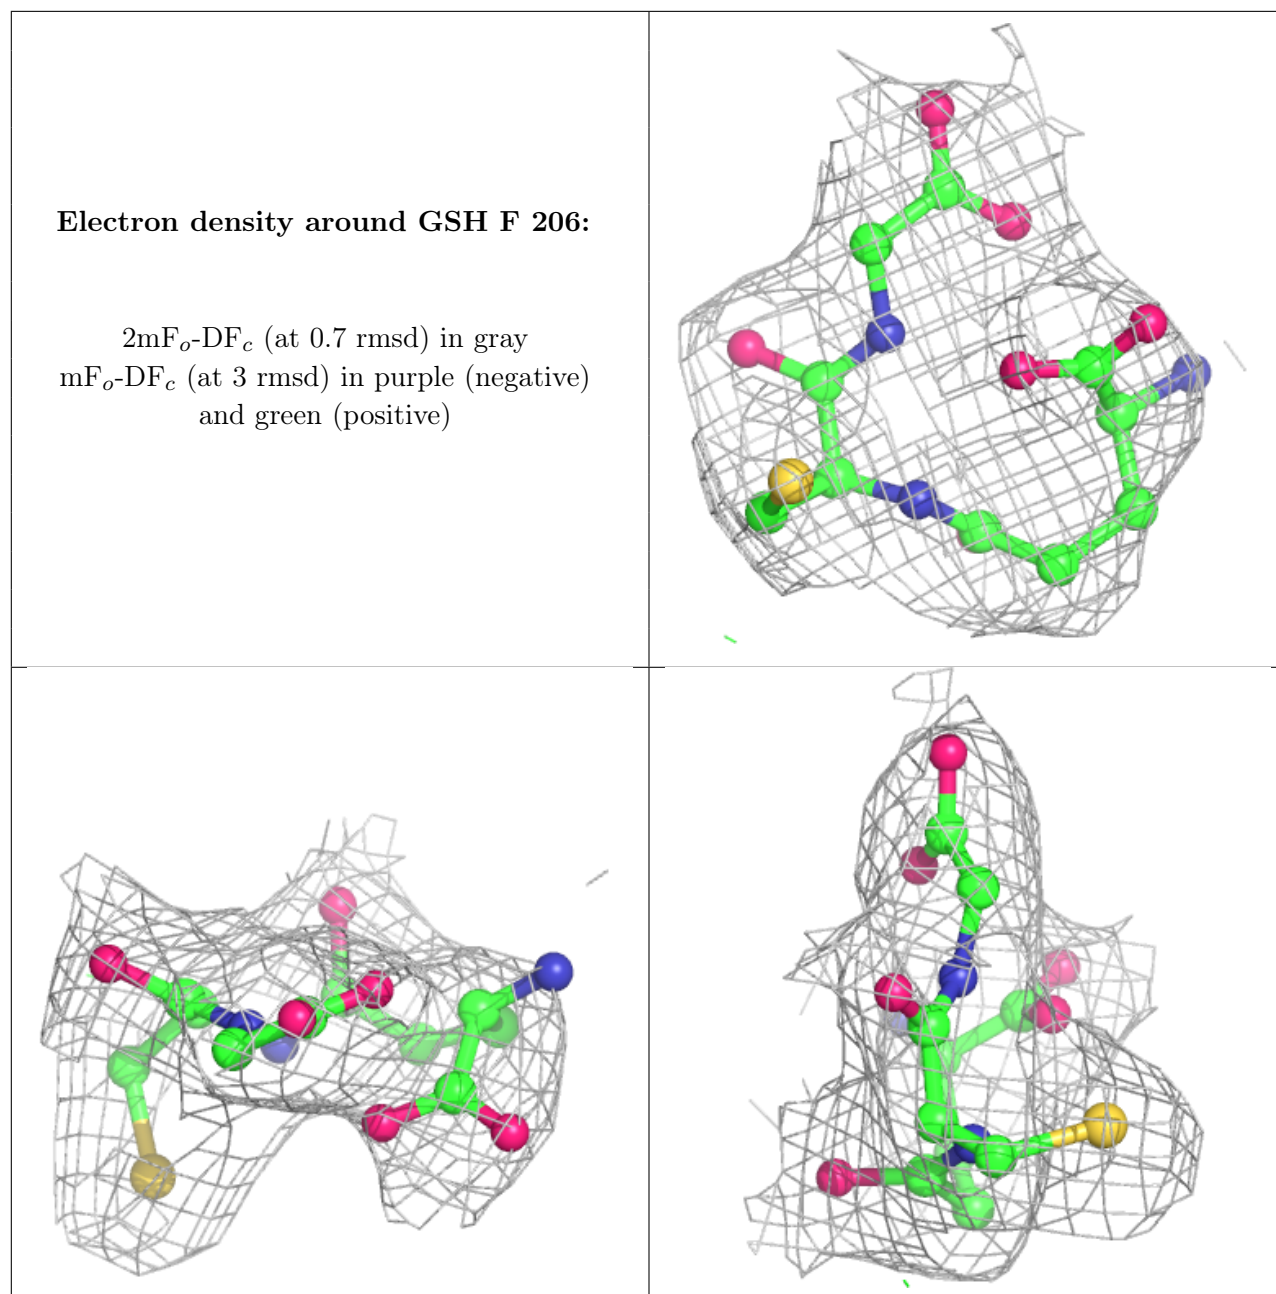 Electron density around GSH F 206:
2mFo-DFc (at 0.7 rmsd) in gray
mFo-DFc (at 3 rmsd) in purple (negative)
and green (positive)